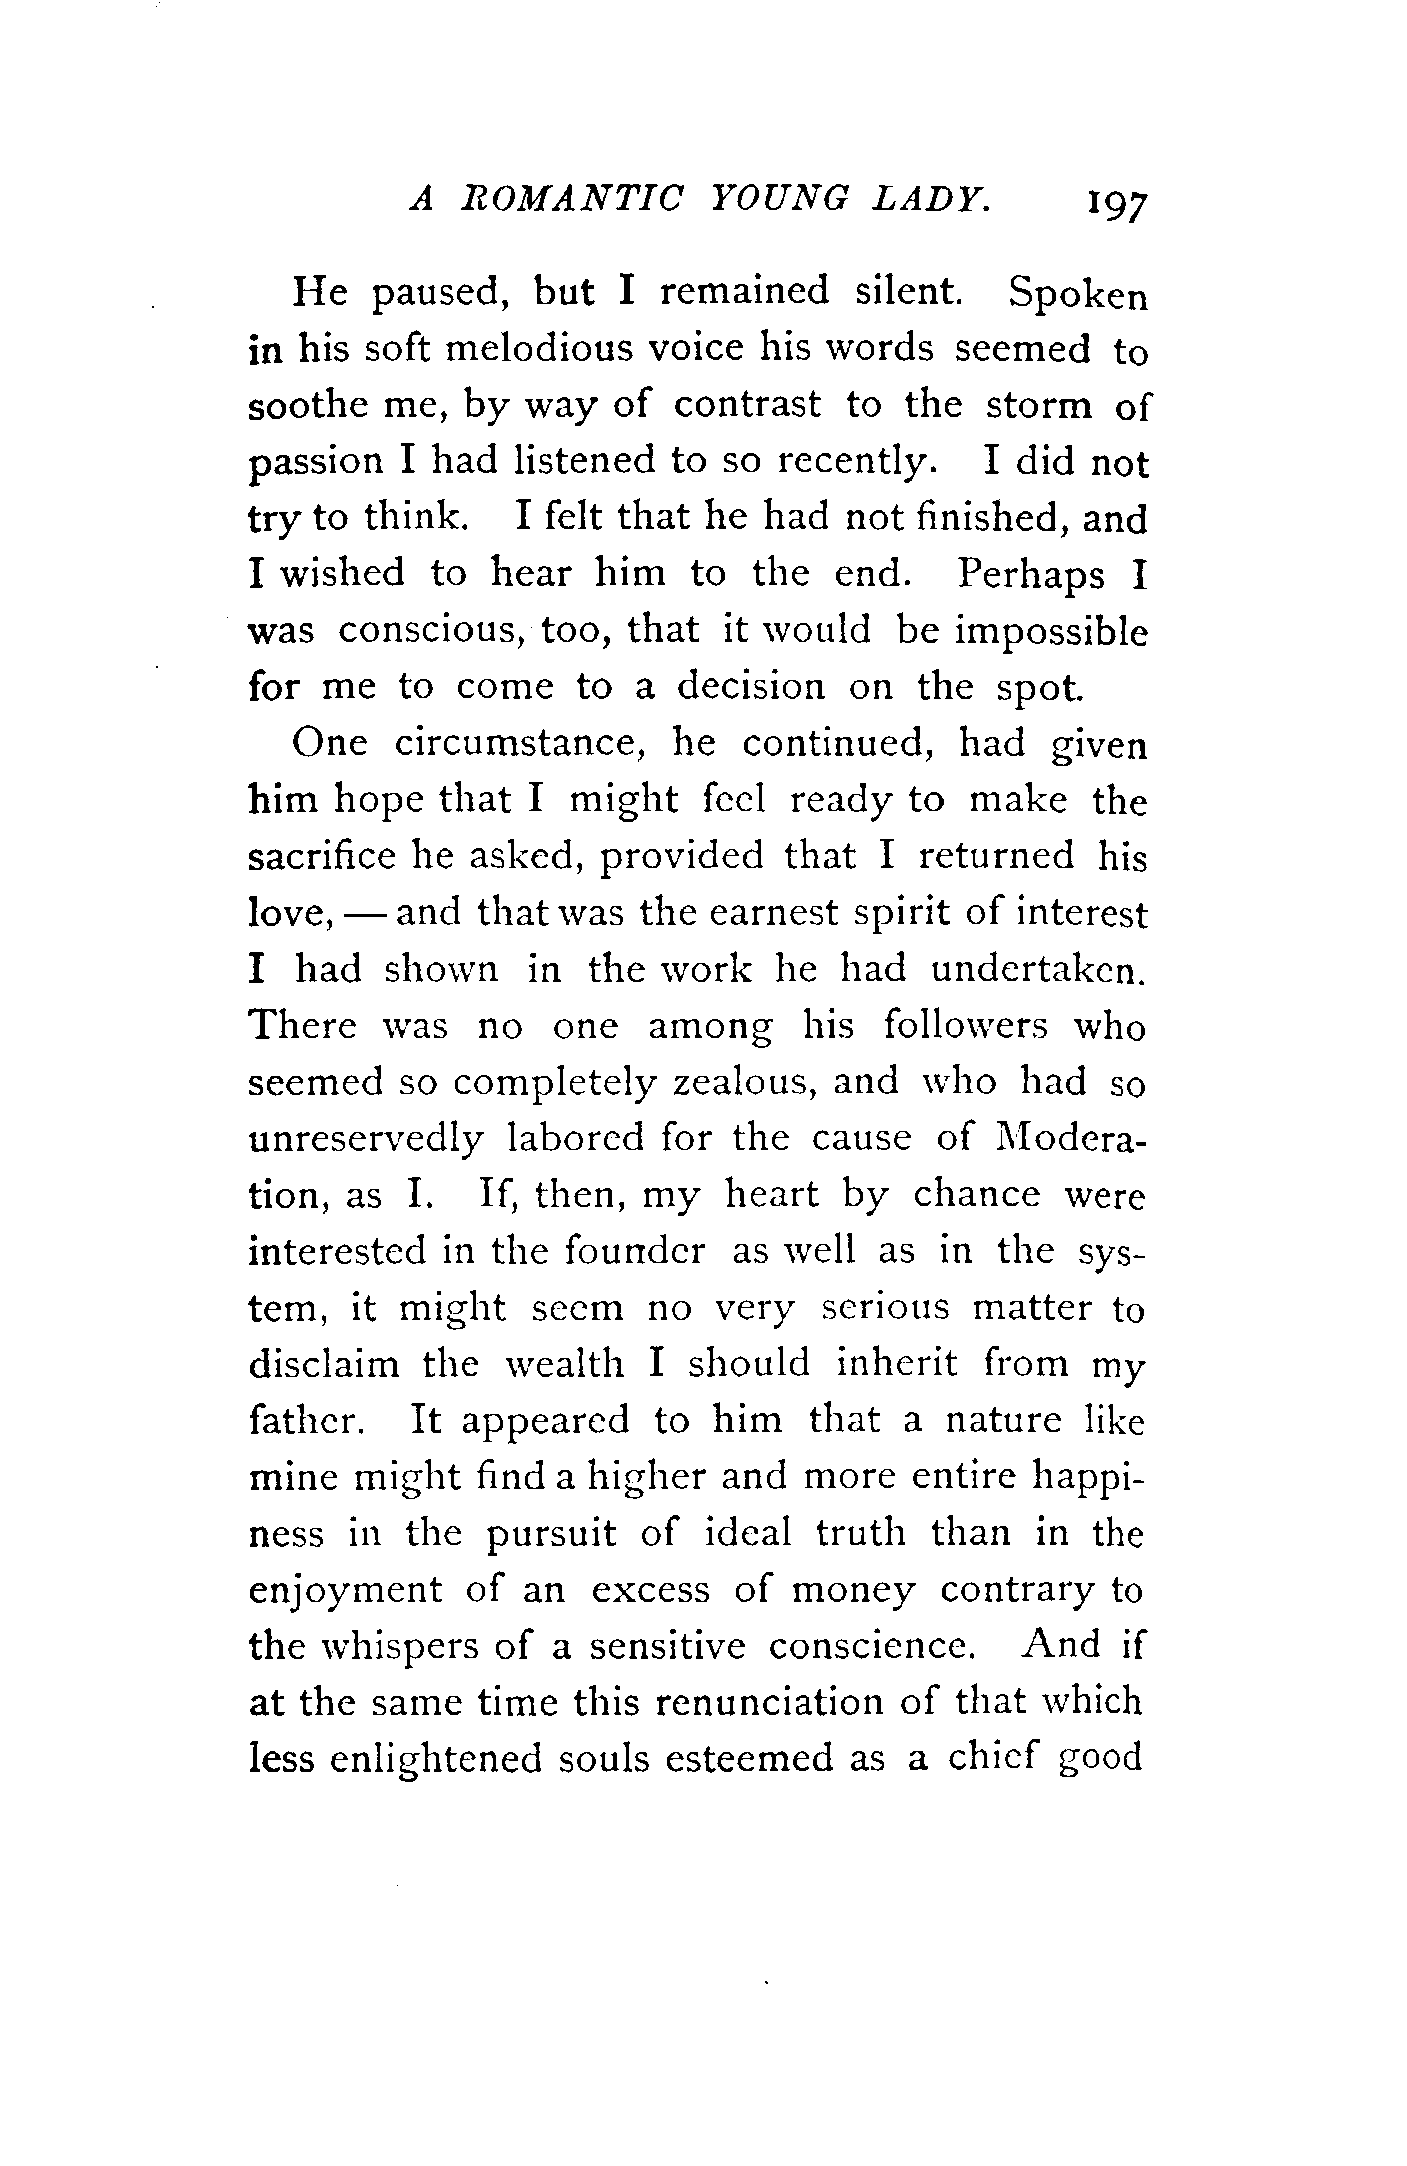 A ROMANTIC YOUNG LADY. 197
He paused, but I remained silent. Spoken
in his soft melodious voice his words seemed to
soothe me, by way of contrast to the storm of
passion I had listened to so recently. I did not
try to think. I felt that he had not finished, and
I wished to hear him to the end. Perhaps I
was conscious, too, that it would be impossible
for me to come to a decision on the spot.
One circumstance, he continued, had given
him hope that I might feel ready to make the
sacrifice he asked, provided that I returned his
love, — and that was the earnest spirit of interest
I had shown in the work he had undertaken.
There was no one among his followers who
seemed so completely zealous, and who had so
unreservedly labored for the cause of Modera-
tion, as I. If, then, my heart by chance were
interested in the founder as well as in the sys-
tem, it might seem no very serious matter to
disclaim the wealth I should inherit from my
father. It appeared to him that a nature like
mine might find a higher and more entire happi-
ness in the pursuit of ideal truth than in the
enjoyment of an excess of money contrary to
the whispers of a sensitive conscience. And if
at the same time this renunciation of that which
less enlightened souls esteemed as a chief good